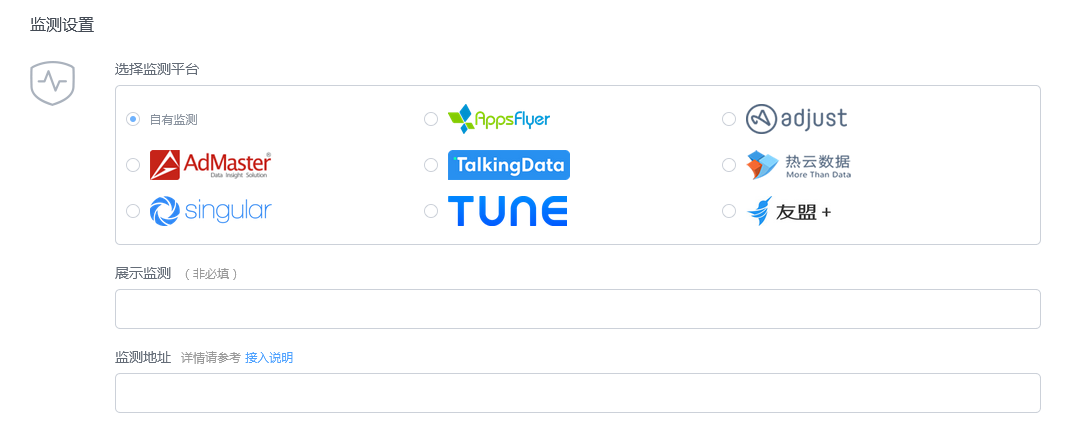 监测设置
选择监测平台
自有监测
AppsFlyer
adjust
AdMaster®
Data Insight Solution
TalkingData
热云数据
More Than Data
singular
TUNE
友盟+
展示监测 （非必填）
监测地址 详情请参考 接入说明